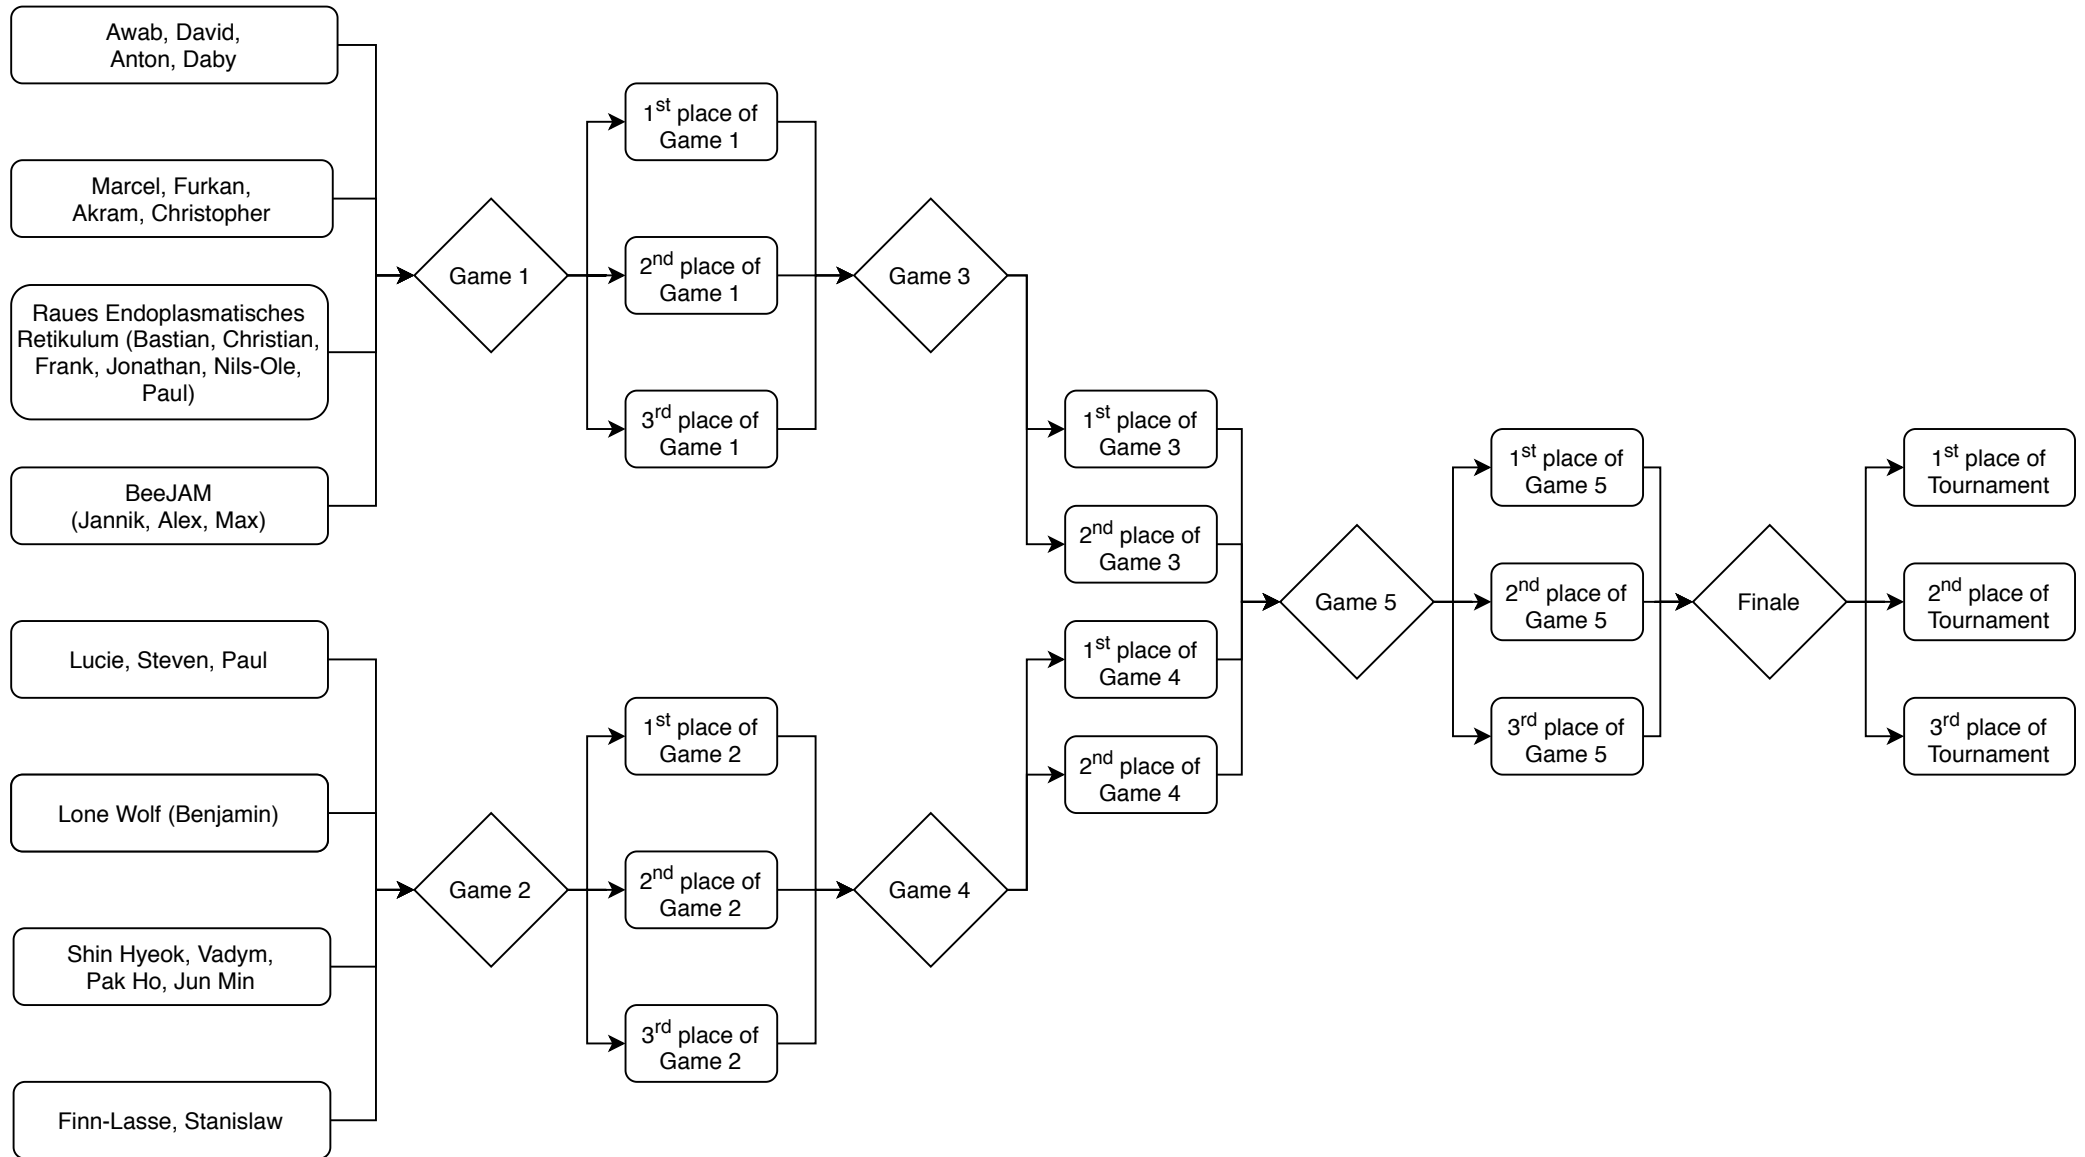 Awab, David,
Anton, Daby
Marcel, Furkan,
Akram, Christopher
Raues Endoplasmatisches
Retikulum (Bastian, Christian,
Frank, Jonathan, Nils-Ole,
Paul)
BeeJAM
(Jannik, Alex, Max)
Lucie, Steven, Paul
Lone Wolf (Benjamin)
Shin Hyeok, Vadym,
Pak Ho, Jun Min
Finn-Lasse, Stanislaw
Game 1
Game 2
1st place of
Game 1
2nd place of
Game 1
3rd place of
Game 1
1st place of
Game 2
2nd place of
Game 2
3rd place of
Game 2
Game 3
Game 4
1st place of
Game 3
2nd place of
Game 3
1st place of
Game 4
2nd place of
Game 4
Game 5
1st place of
Game 5
2nd place of
Game 5
3rd place of
Game 5
Finale
1st place of
Tournament
2nd place of
Tournament
3rd place of
Tournament